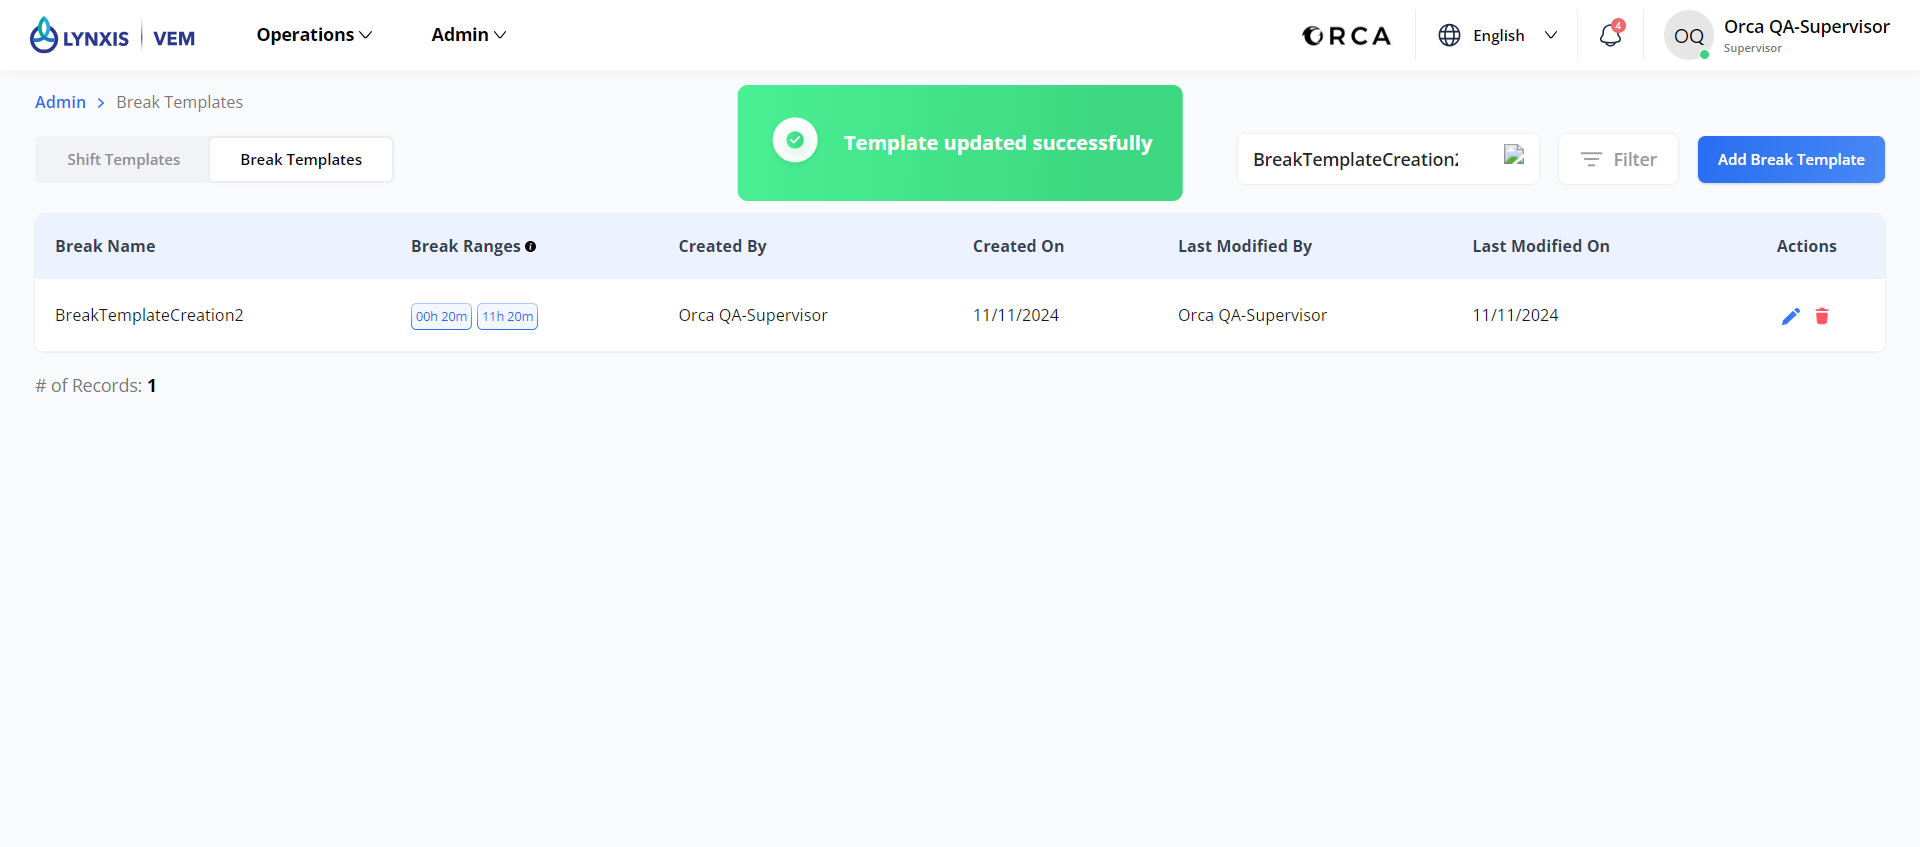 LYNXIS VEM Operations Admin ORCA English 4 OQ Orca QA-Supervisor
Supervisor
Admin > Break Templates
Shift Templates Break Templates Template updated successfully BreakTemplateCreation2 Filter Add Break Template
Break Name Break Ranges Created By Created On Last Modified By Last Modified On Actions
BreakTemplateCreation2 00h 20m 11h 20m Orca QA-Supervisor 11/11/2024 Orca QA-Supervisor 11/11/2024
# of Records: 1